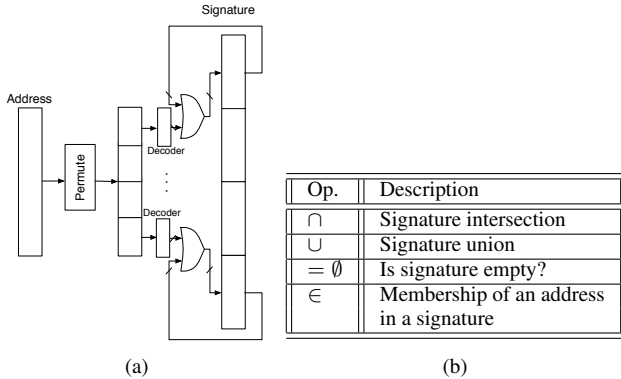 Signature
Address
Permute
Decoder
Decoder
(a)
Op. Description
∩ Signature intersection
∪ Signature union
= ∅ Is signature empty?
∈ Membership of an address
in a signature
(b)